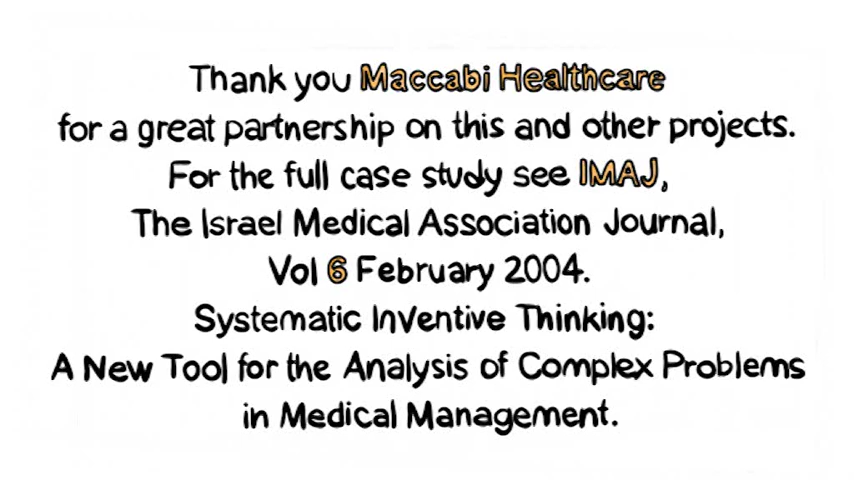 Thank you Maccabi Healthcare
for a great partnership on this and other projects.
For the full case study see IMAJ,
The Israel Medical Association Journal,
Vol 6 February 2004.
Systematic Inventive Thinking:
A New Tool for the Analysis of Complex Problems
in Medical Management.